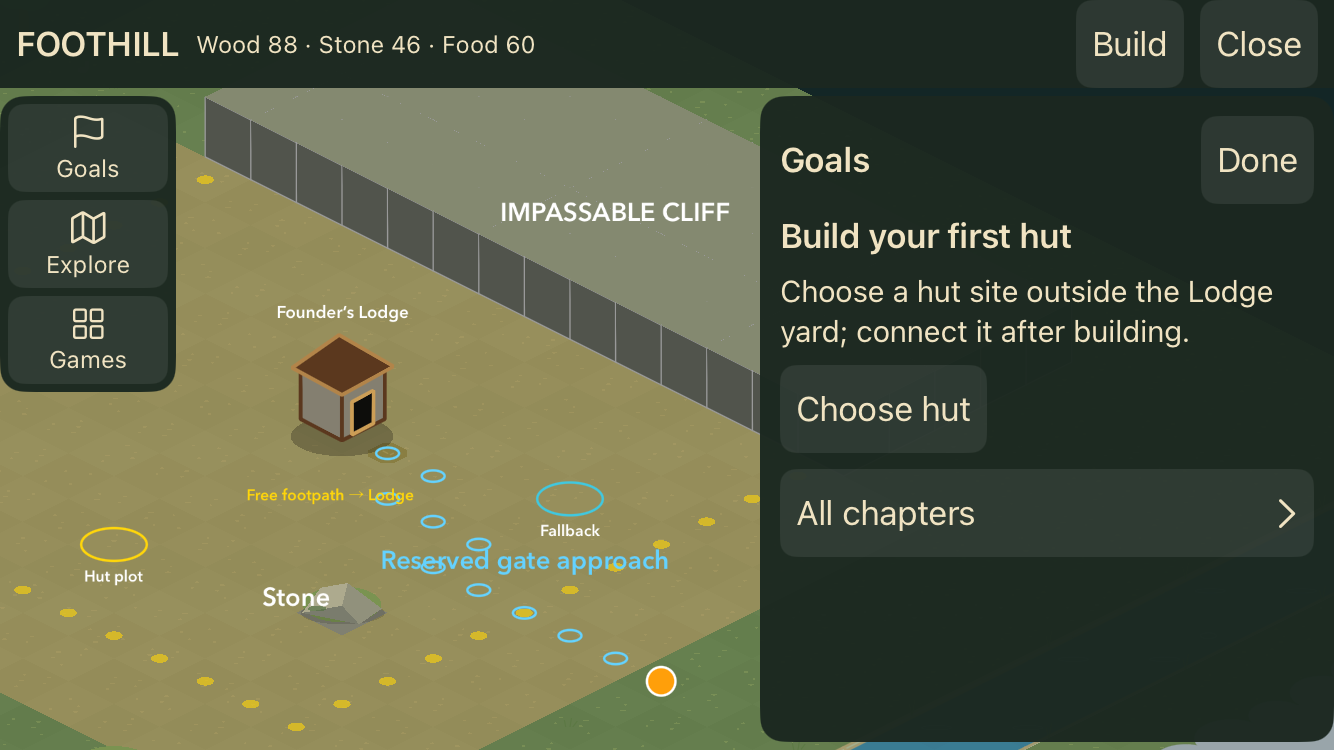 FOOTHILL
Wood 88 · Stone 46 · Food 60
Build
Close
Goals
Explore
Games
IMPASSABLE CLIFF
Founder’s Lodge
Free footpath → Lodge
Fallback
Reserved gate approach
Hut plot
Stone
Goals
Done
Build your first hut
Choose a hut site outside the Lodge
yard; connect it after building.
Choose hut
All chapters